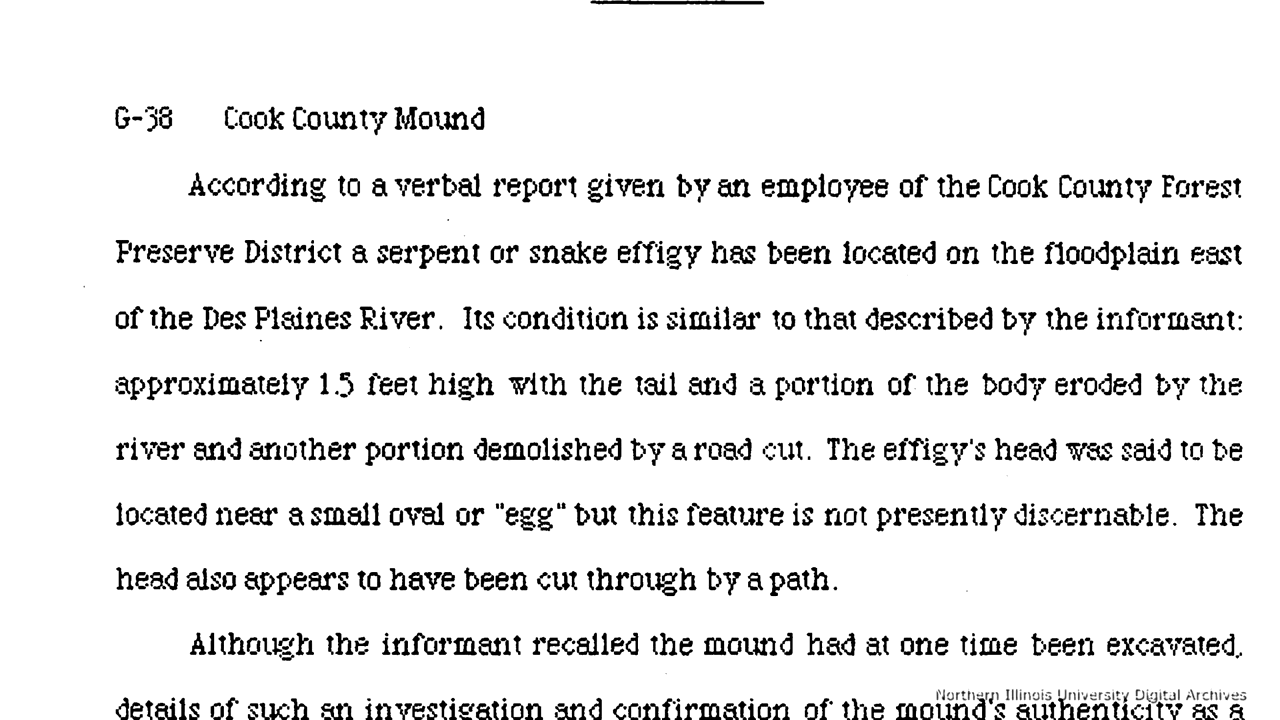 G-38 Cook County Mound
According to a verbal report given by an employee of the Cook County Forest
Preserve District a serpent or snake effigy has been located on the floodplain east
of the Des Plaines River. Its condition is similar to that described by the informant:
approximately 1.5 feet high with the tail and a portion of the body eroded by the
river and another portion demolished by a road cut. The effigy's head was said to be
located near a small oval or "egg" but this feature is not presently discernable. The
head also appears to have been cut through by a path.
Although the informant recalled the mound had at one time been excavated,
details of such an investigation and confirmation of the mound's authenticity as a
Northern Illinois University Digital Archives